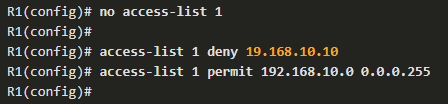 R1(config)# no access-list 1
R1(config)#
R1(config)# access-list 1 deny 19.168.10.10
R1(config)# access-list 1 permit 192.168.10.0 0.0.0.255
R1(config)#